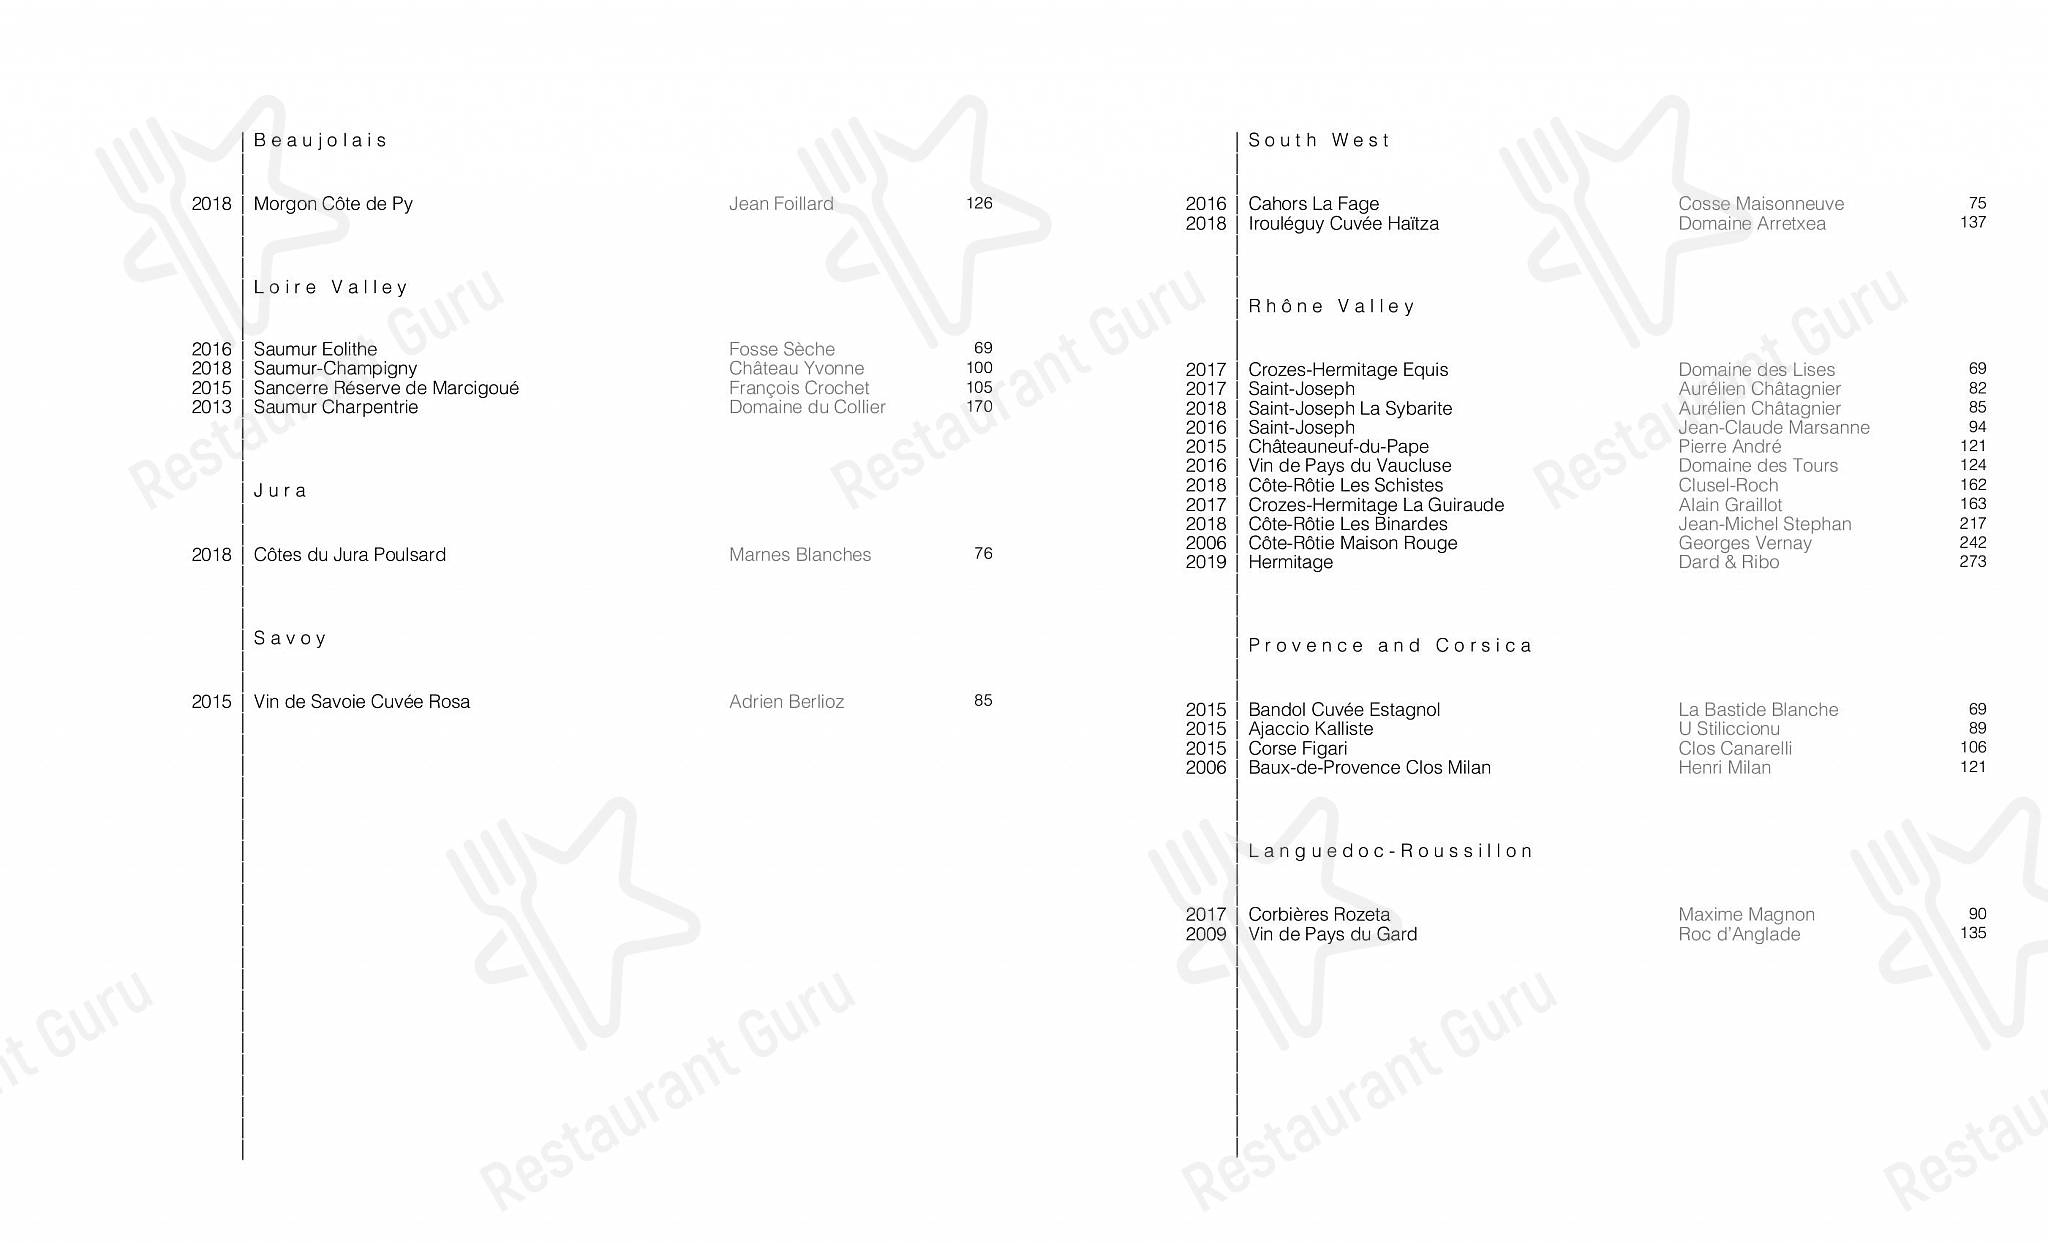 Beaujolais
2018 Morgon Côte de Py Jean Foillard 126
Loire Valley
2016 Saumur Eolithe Fosse Sèche 69
2018 Saumur-Champigny Château Yvonne 100
2015 Sancerre Réserve de Marcigoué François Crochet 105
2013 Saumur Charpentrie Domaine du Collier 170
Jura
2018 Côtes du Jura Poulsard Marnes Blanches 76
Savoy
2015 Vin de Savoie Cuvée Rosa Adrien Berlioz 85
South West
2016 Cahors La Fage Cosse Maisonneuve 75
2018 Irouléguy Cuvée Haïtza Domaine Arretxea 137
Rhône Valley
2017 Crozes-Hermitage Equis Domaine des Lises 69
2017 Saint-Joseph Aurélien Châtagnier 82
2018 Saint-Joseph La Sybarite Aurélien Châtagnier 85
2016 Saint-Joseph Jean-Claude Marsanne 94
2015 Châteauneuf-du-Pape Pierre André 121
2016 Vin de Pays du Vaucluse Domaine des Tours 124
2018 Côte-Rôtie Les Schistes Clusel-Roch 162
2017 Crozes-Hermitage La Guiraude Alain Graillot 163
2018 Côte-Rôtie Les Binardes Jean-Michel Stephan 217
2006 Côte-Rôtie Maison Rouge Georges Vernay 242
2019 Hermitage Dard & Ribo 273
Provence and Corsica
2015 Bandol Cuvée Estagnol La Bastide Blanche 69
2015 Ajaccio Kalliste U Stiliccionu 89
2015 Corse Figari Clos Canarelli 106
2006 Baux-de-Provence Clos Milan Henri Milan 121
Languedoc-Roussillon
2017 Corbières Rozeta Maxime Magnon 90
2009 Vin de Pays du Gard Roc d'Anglade 135
Restaurant Guru
Restaurant Guru
Restaurant Guru
nt Guru
Restaurant Guru
Restaurant Guru
Restau